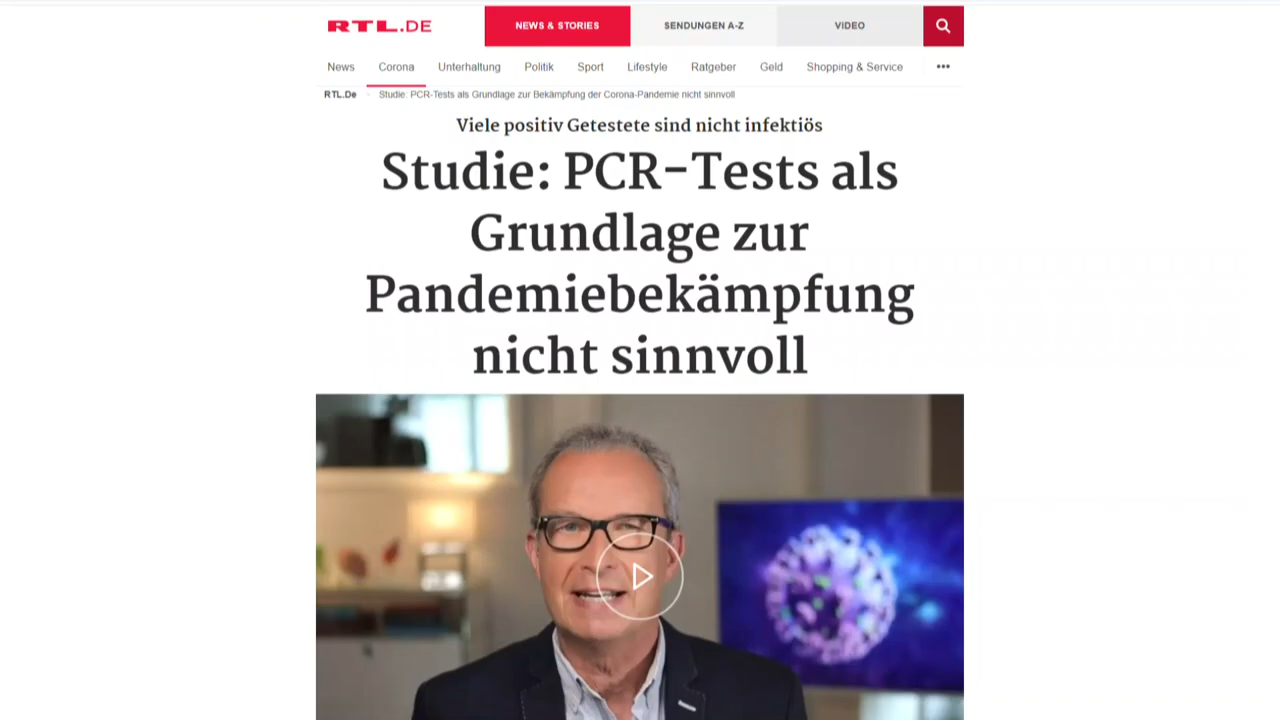 RTL.DE
NEWS & STORIES
SENDUNGEN A-Z
VIDEO
News Corona Unterhaltung Politik Sport Lifestyle Ratgeber Geld Shopping & Service
RTL.De Studie: PCR-Tests als Grundlage zur Bekämpfung der Corona-Pandemie nicht sinnvoll
Viele positiv Getestete sind nicht infektiös
Studie: PCR-Tests als
Grundlage zur
Pandemiebekämpfung
nicht sinnvoll